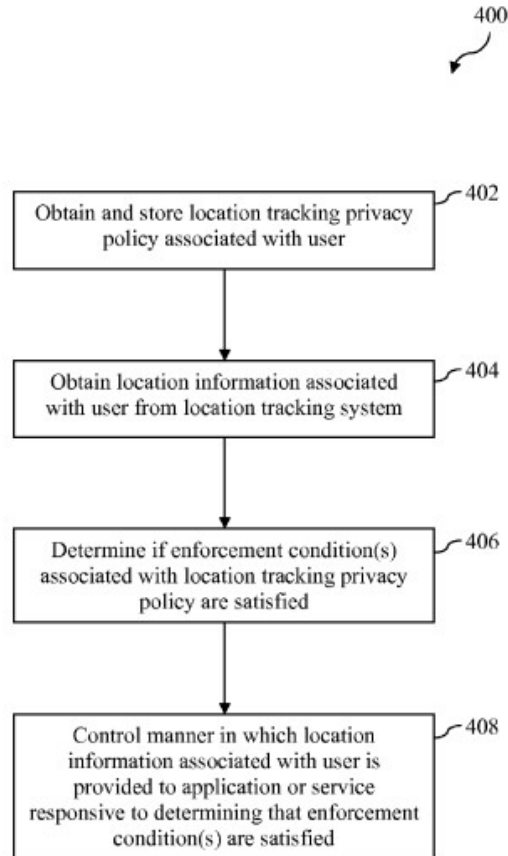 400
402
Obtain and store location tracking privacy
policy associated with user
404
Obtain location information associated
with user from location tracking system
406
Determine if enforcement condition(s)
associated with location tracking privacy
policy are satisfied
408
Control manner in which location
information associated with user is
provided to application or service
responsive to determining that enforcement
condition(s) are satisfied